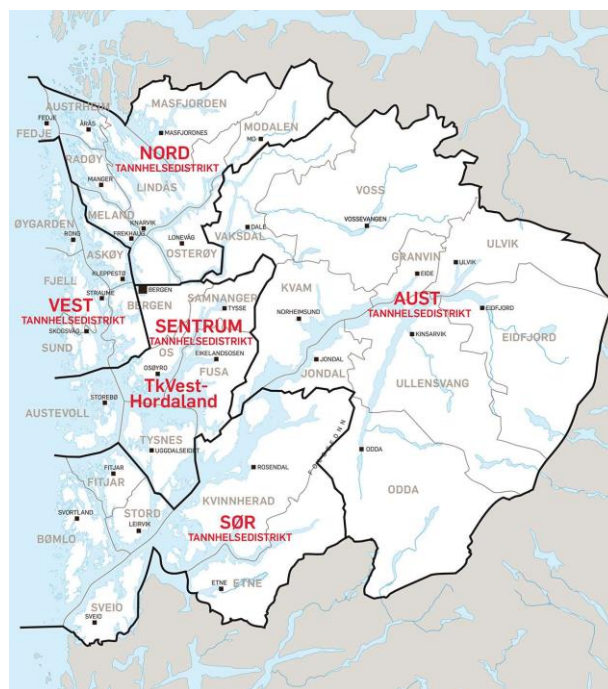 MASFJORDEN
AUSTRHEIM
FEDJE
ÅRÅS
FEDJE
MASFJORDNES
MODALEN
MO
NORD
TANNHELSEDISTRIKT
RADØY
MANGER
LINDÅS
VOSS
MELAND
KNARVIK
FREKHAUG
LONEVÅG
OSTERØY
DALE
VAKSDAL
VOSSEVANGEN
ØYGARDEN
RONG
ASKØY
KLEPPESTØ
FJELL
STRAUME
BERGEN
BERGEN
VEST
TANNHELSEDISTRIKT
SKOGSVÅG
SUND
SAMNANGER
TYSSE
SENTRUM
TANNHELSEDISTRIKT
OS
EIKELANDSOSEN
OSØYRO
FUSA
TkVest-
Hordaland
KVAM
NORHEIMSUND
GRANVIN
EIDE
ULVIK
ULVIK
AUST
TANNHELSEDISTRIKT
EIDFJORD
KINSARVIK
EIDFJORD
JONDAL
JONDAL
ULLENSVANG
STOREBØ
AUSTEVOLL
TYSNES
UGGDALSEIDET
FOLGEFONN
ODDA
ODDA
FITJAR
FITJAR
ROSENDAL
KVINNHERAD
SVORTLAND
STORD
LEIRVIK
BØMLO
SØR
TANNHELSEDISTRIKT
ETNE
ETNE
SVEIO
SVEIO